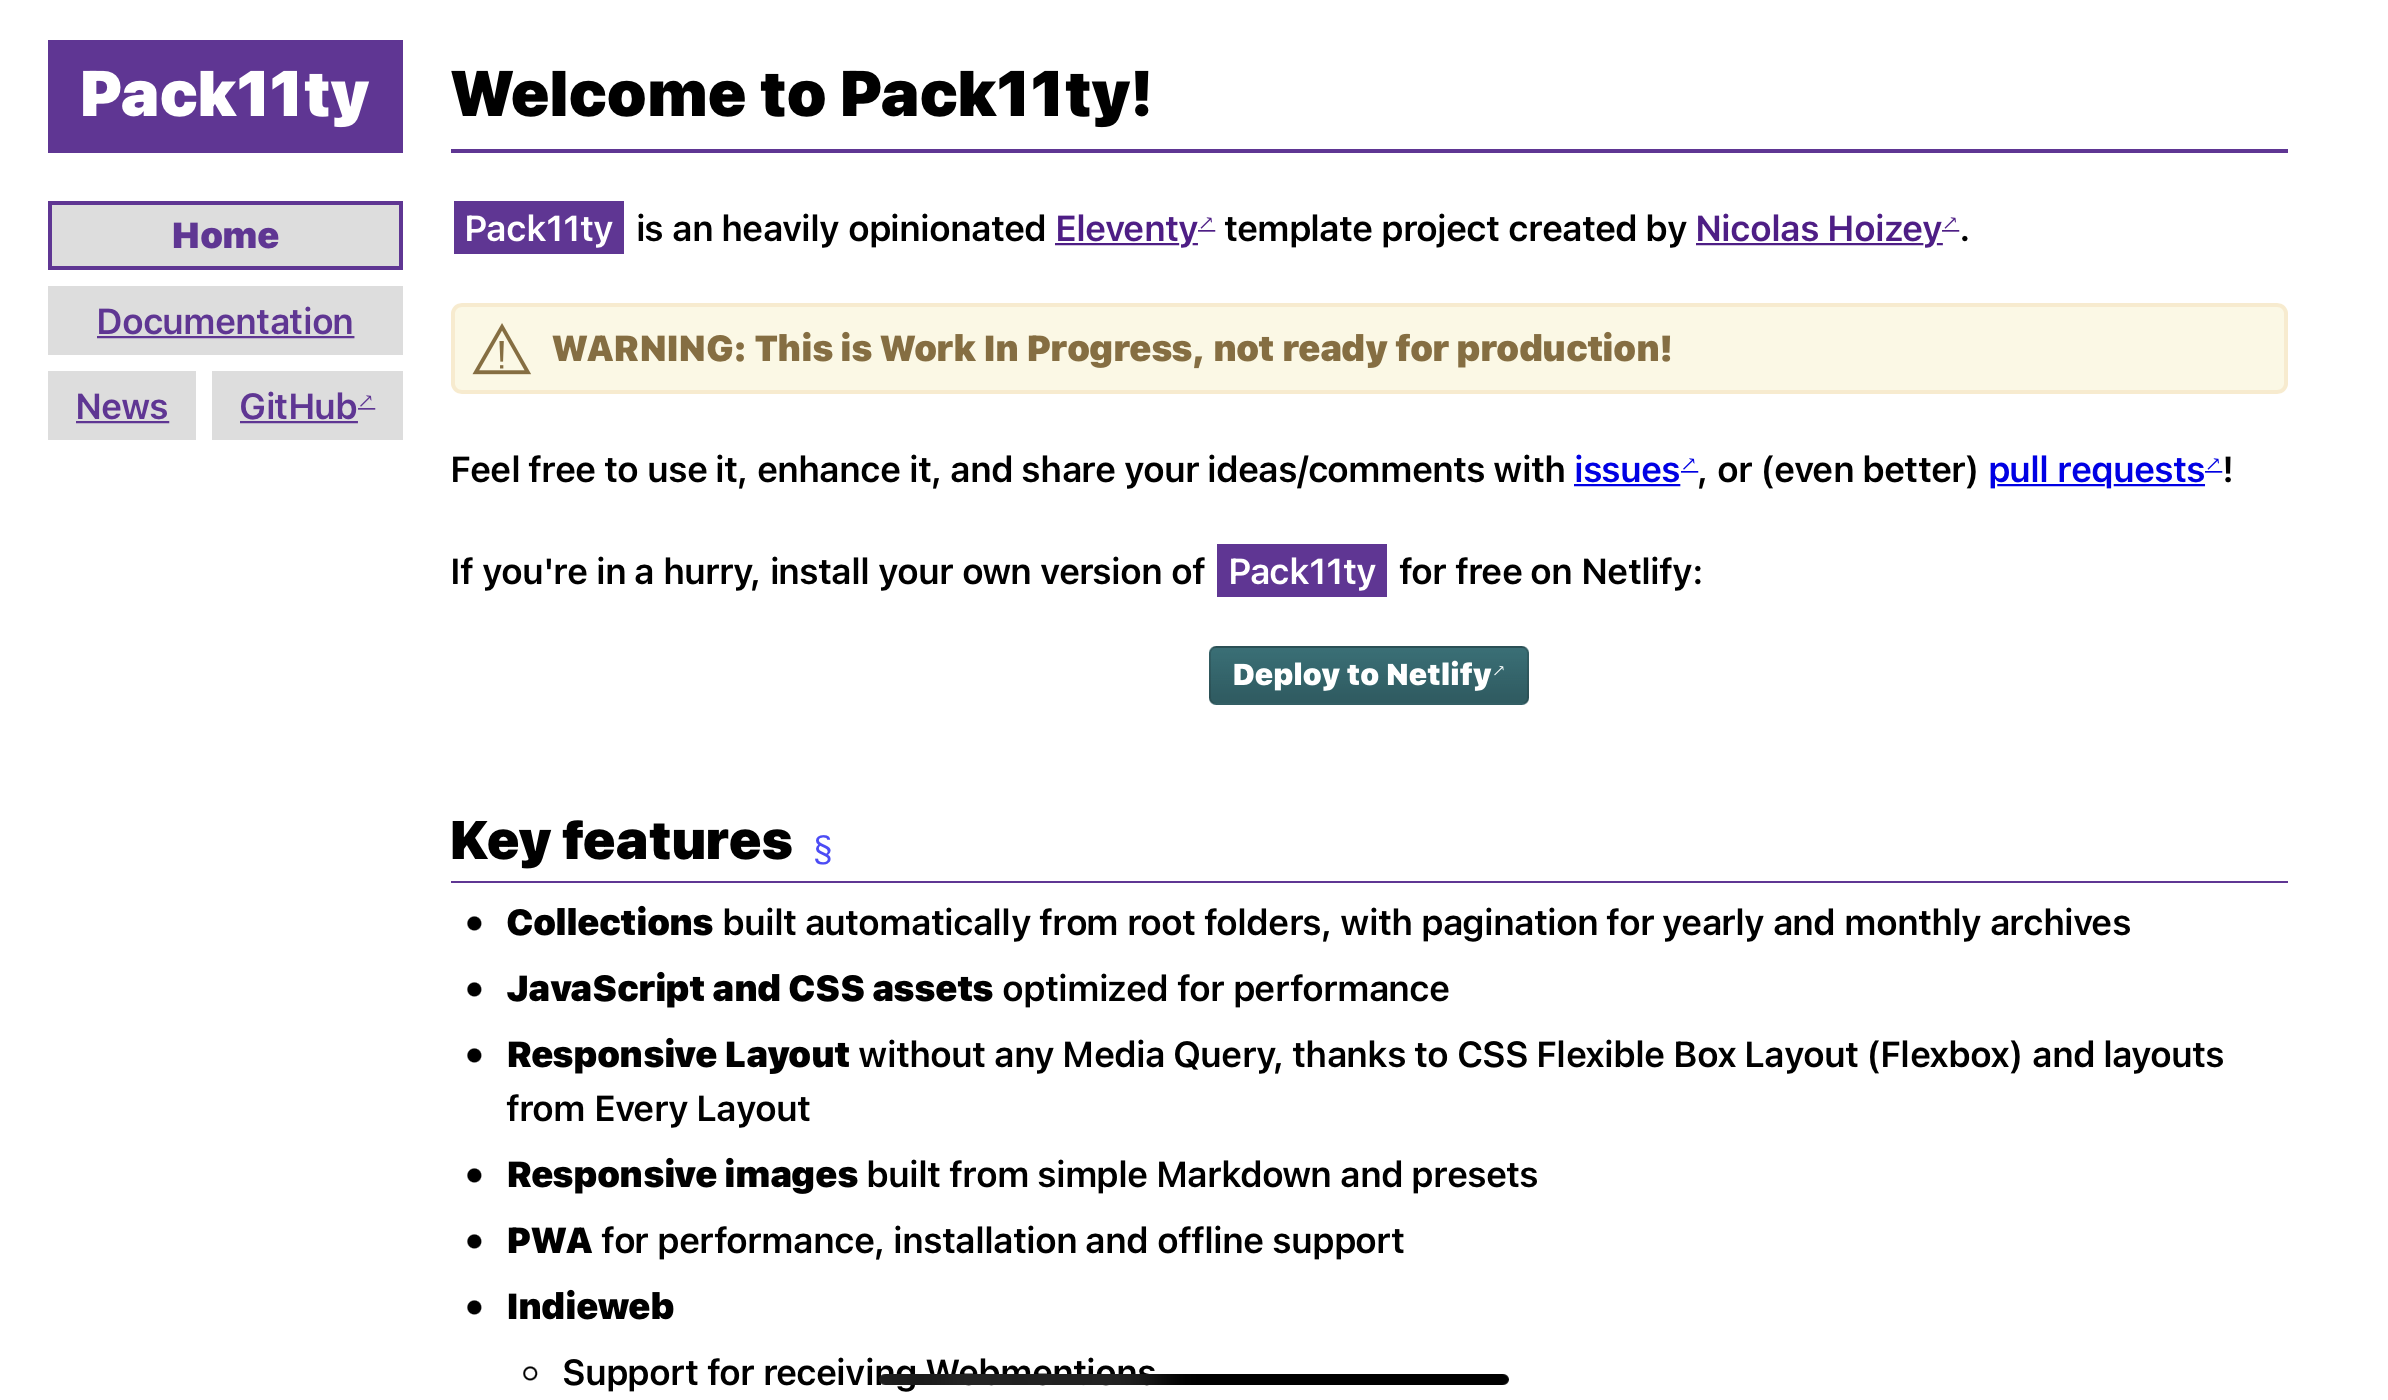 Pack11ty
Home
Documentation
News
GitHub↗
Welcome to Pack11ty!
Pack11ty is an heavily opinionated Eleventy↗ template project created by Nicolas Hoizey↗.
WARNING: This is Work In Progress, not ready for production!
Feel free to use it, enhance it, and share your ideas/comments with issues↗, or (even better) pull requests↗!
If you're in a hurry, install your own version of Pack11ty for free on Netlify:
Deploy to Netlify↗
Key features §
Collections built automatically from root folders, with pagination for yearly and monthly archives
JavaScript and CSS assets optimized for performance
Responsive Layout without any Media Query, thanks to CSS Flexible Box Layout (Flexbox) and layouts
from Every Layout
Responsive images built from simple Markdown and presets
PWA for performance, installation and offline support
Indieweb
Support for receiving Webmentions